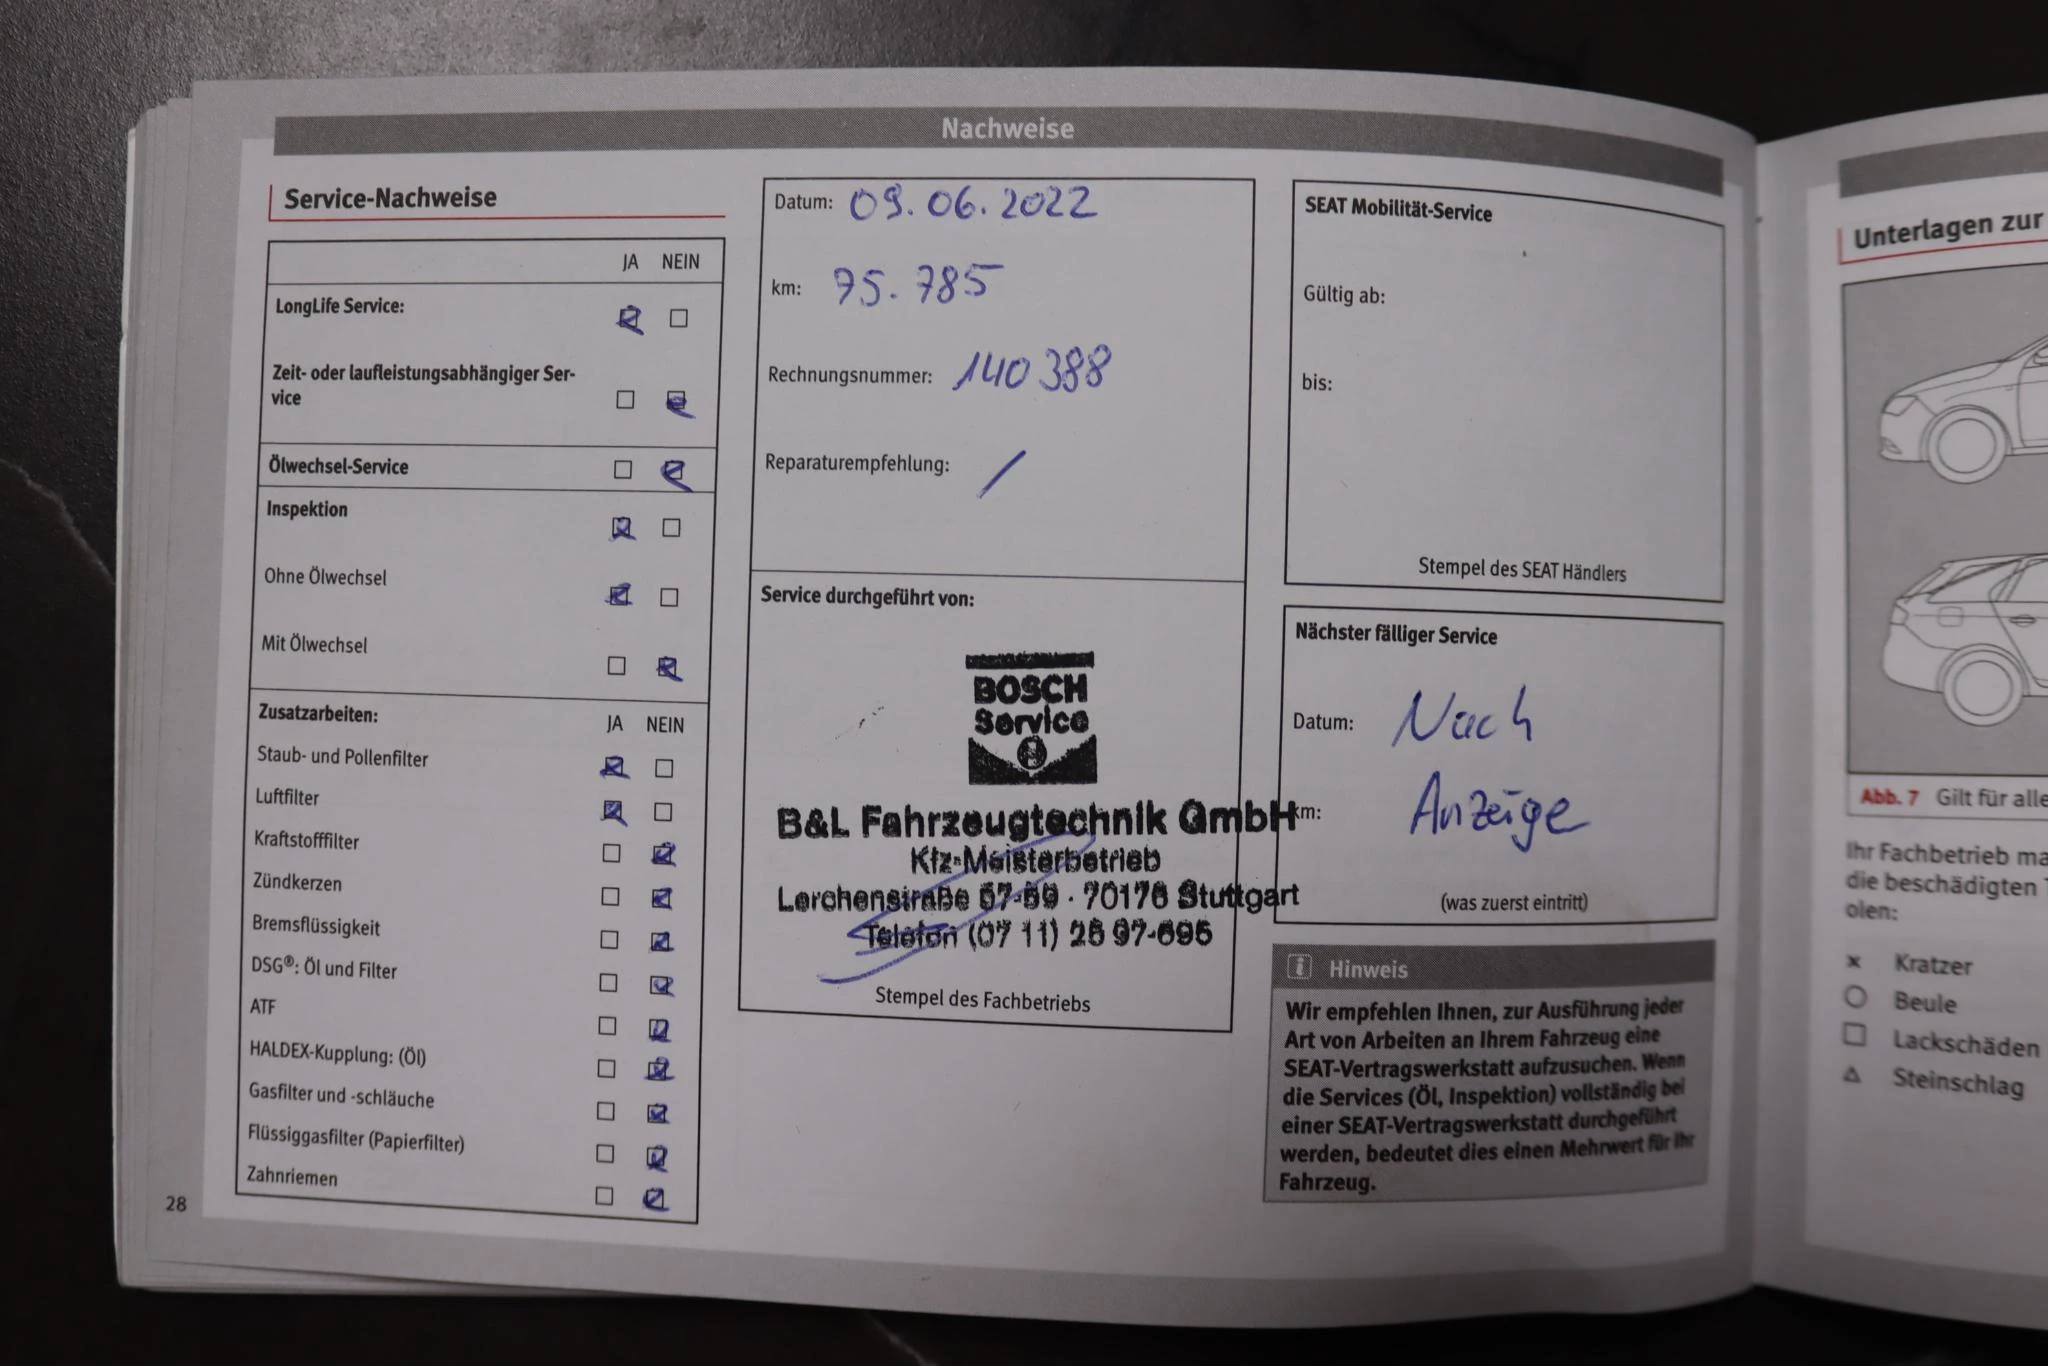 Nachweise
Service-Nachweise
JA NEIN
LongLife Service:
Zeit- oder laufleistungsabhängiger Ser-
vice
Ölwechsel-Service
Inspektion
Ohne Ölwechsel
Mit Ölwechsel
Zusatzarbeiten: JA NEIN
Staub- und Pollenfilter
Luftfilter
Kraftstofffilter
Zündkerzen
Bremsflüssigkeit
DSG®: Öl und Filter
ATF
HALDEX-Kupplung: (Öl)
Gasfilter und -schläuche
Flüssiggasfilter (Papierfilter)
Zahnriemen
28
Datum: 09.06.2022
km: 75.785
Rechnungsnummer: 140388
Reparaturempfehlung: /
Service durchgeführt von:
BOSCH
Service
B&L Fahrzeugtechnik GmbH
Kfz-Meisterbetrieb
Lerchenstraße 57-59 · 70176 Stuttgart
Telefon (07 11) 26 97-695
Stempel des Fachbetriebs
SEAT Mobilität-Service
Gültig ab:
bis:
Stempel des SEAT Händlers
Nächster fälliger Service
Datum: Nach
km: Anzeige
(was zuerst eintritt)
Hinweis
Wir empfehlen Ihnen, zur Ausführung jeder
Art von Arbeiten an Ihrem Fahrzeug eine
SEAT-Vertragswerkstatt aufzusuchen. Wenn
die Services (Öl, Inspektion) vollständig bei
einer SEAT-Vertragswerkstatt durchgeführt
werden, bedeutet dies einen Mehrwert für Ihr
Fahrzeug.
Unterlagen zur
Abb. 7 Gilt für alle
Ihr Fachbetrieb ma
die beschädigten T
olen:
Kratzer
Beule
Lackschäden
Steinschlag